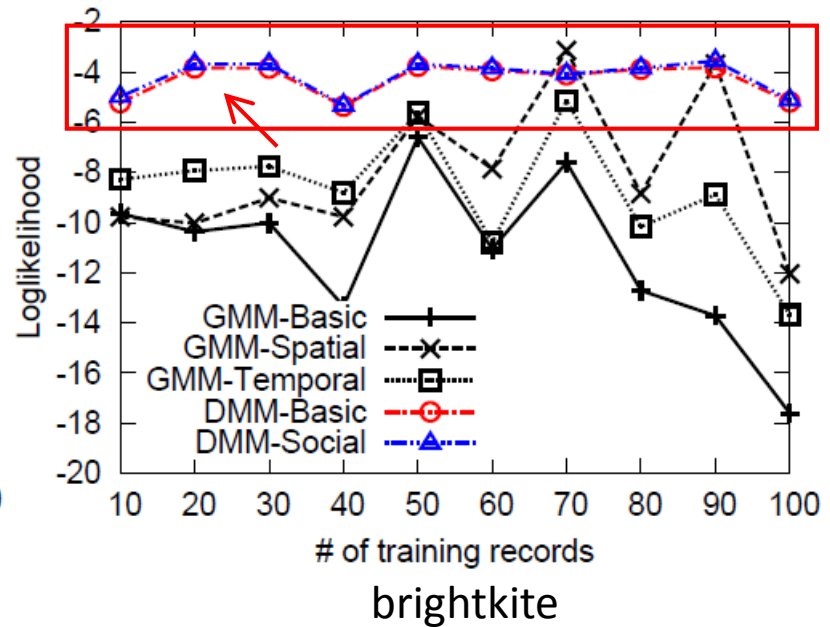 -2
-4
-6
-8
-10
-12
-14
-16
-18
-20
Loglikelihood
GMM-Basic
GMM-Spatial
GMM-Temporal
DMM-Basic
DMM-Social
10 20 30 40 50 60 70 80 90 100
# of training records
brightkite